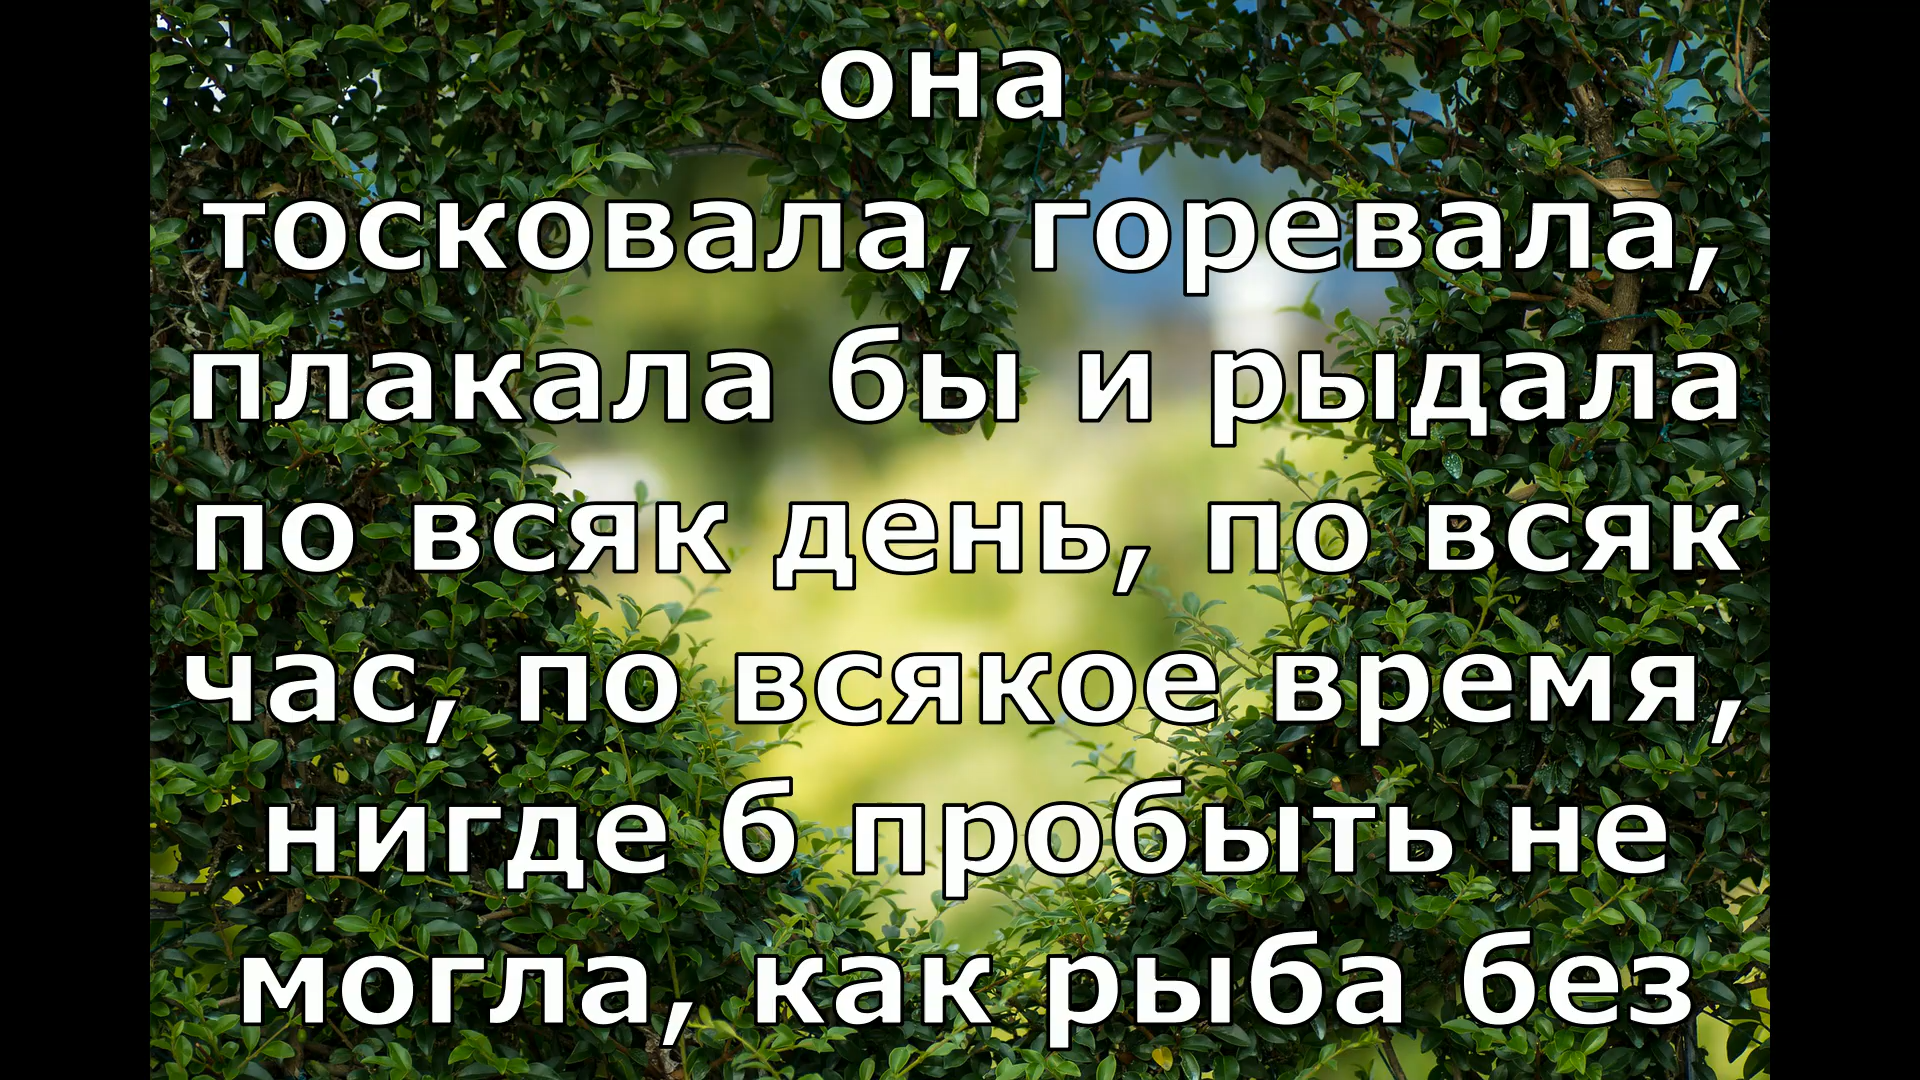 она
тосковала, горевала,
плакала бы и рыдала
по всяк день, по всяк
час, по всякое время,
нигде б пробыть не
могла, как рыба без